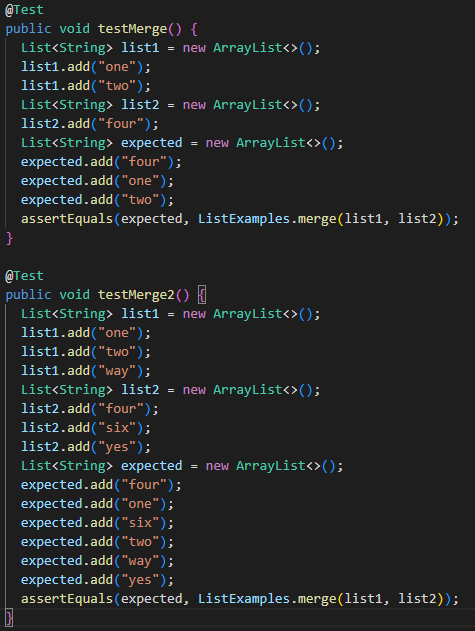 @Test
public void testMerge() {
  List<String> list1 = new ArrayList<>();
  list1.add("one");
  list1.add("two");
  List<String> list2 = new ArrayList<>();
  list2.add("four");
  List<String> expected = new ArrayList<>();
  expected.add("four");
  expected.add("one");
  expected.add("two");
  assertEquals(expected, ListExamples.merge(list1, list2));
}

@Test
public void testMerge2() {
  List<String> list1 = new ArrayList<>();
  list1.add("one");
  list1.add("two");
  list1.add("way");
  List<String> list2 = new ArrayList<>();
  list2.add("four");
  list2.add("six");
  list2.add("yes");
  List<String> expected = new ArrayList<>();
  expected.add("four");
  expected.add("one");
  expected.add("six");
  expected.add("two");
  expected.add("way");
  expected.add("yes");
  assertEquals(expected, ListExamples.merge(list1, list2));
}